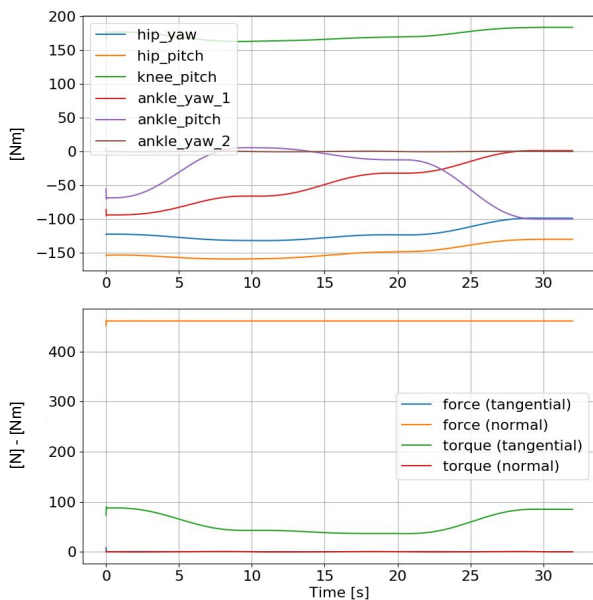 200
150
100
50
0
−50
−100
−150
[Nm]
hip_yaw
hip_pitch
knee_pitch
ankle_yaw_1
ankle_pitch
ankle_yaw_2
0 5 10 15 20 25 30
400
300
200
100
0
[N] - [Nm]
force (tangential)
force (normal)
torque (tangential)
torque (normal)
0 5 10 15 20 25 30
Time [s]